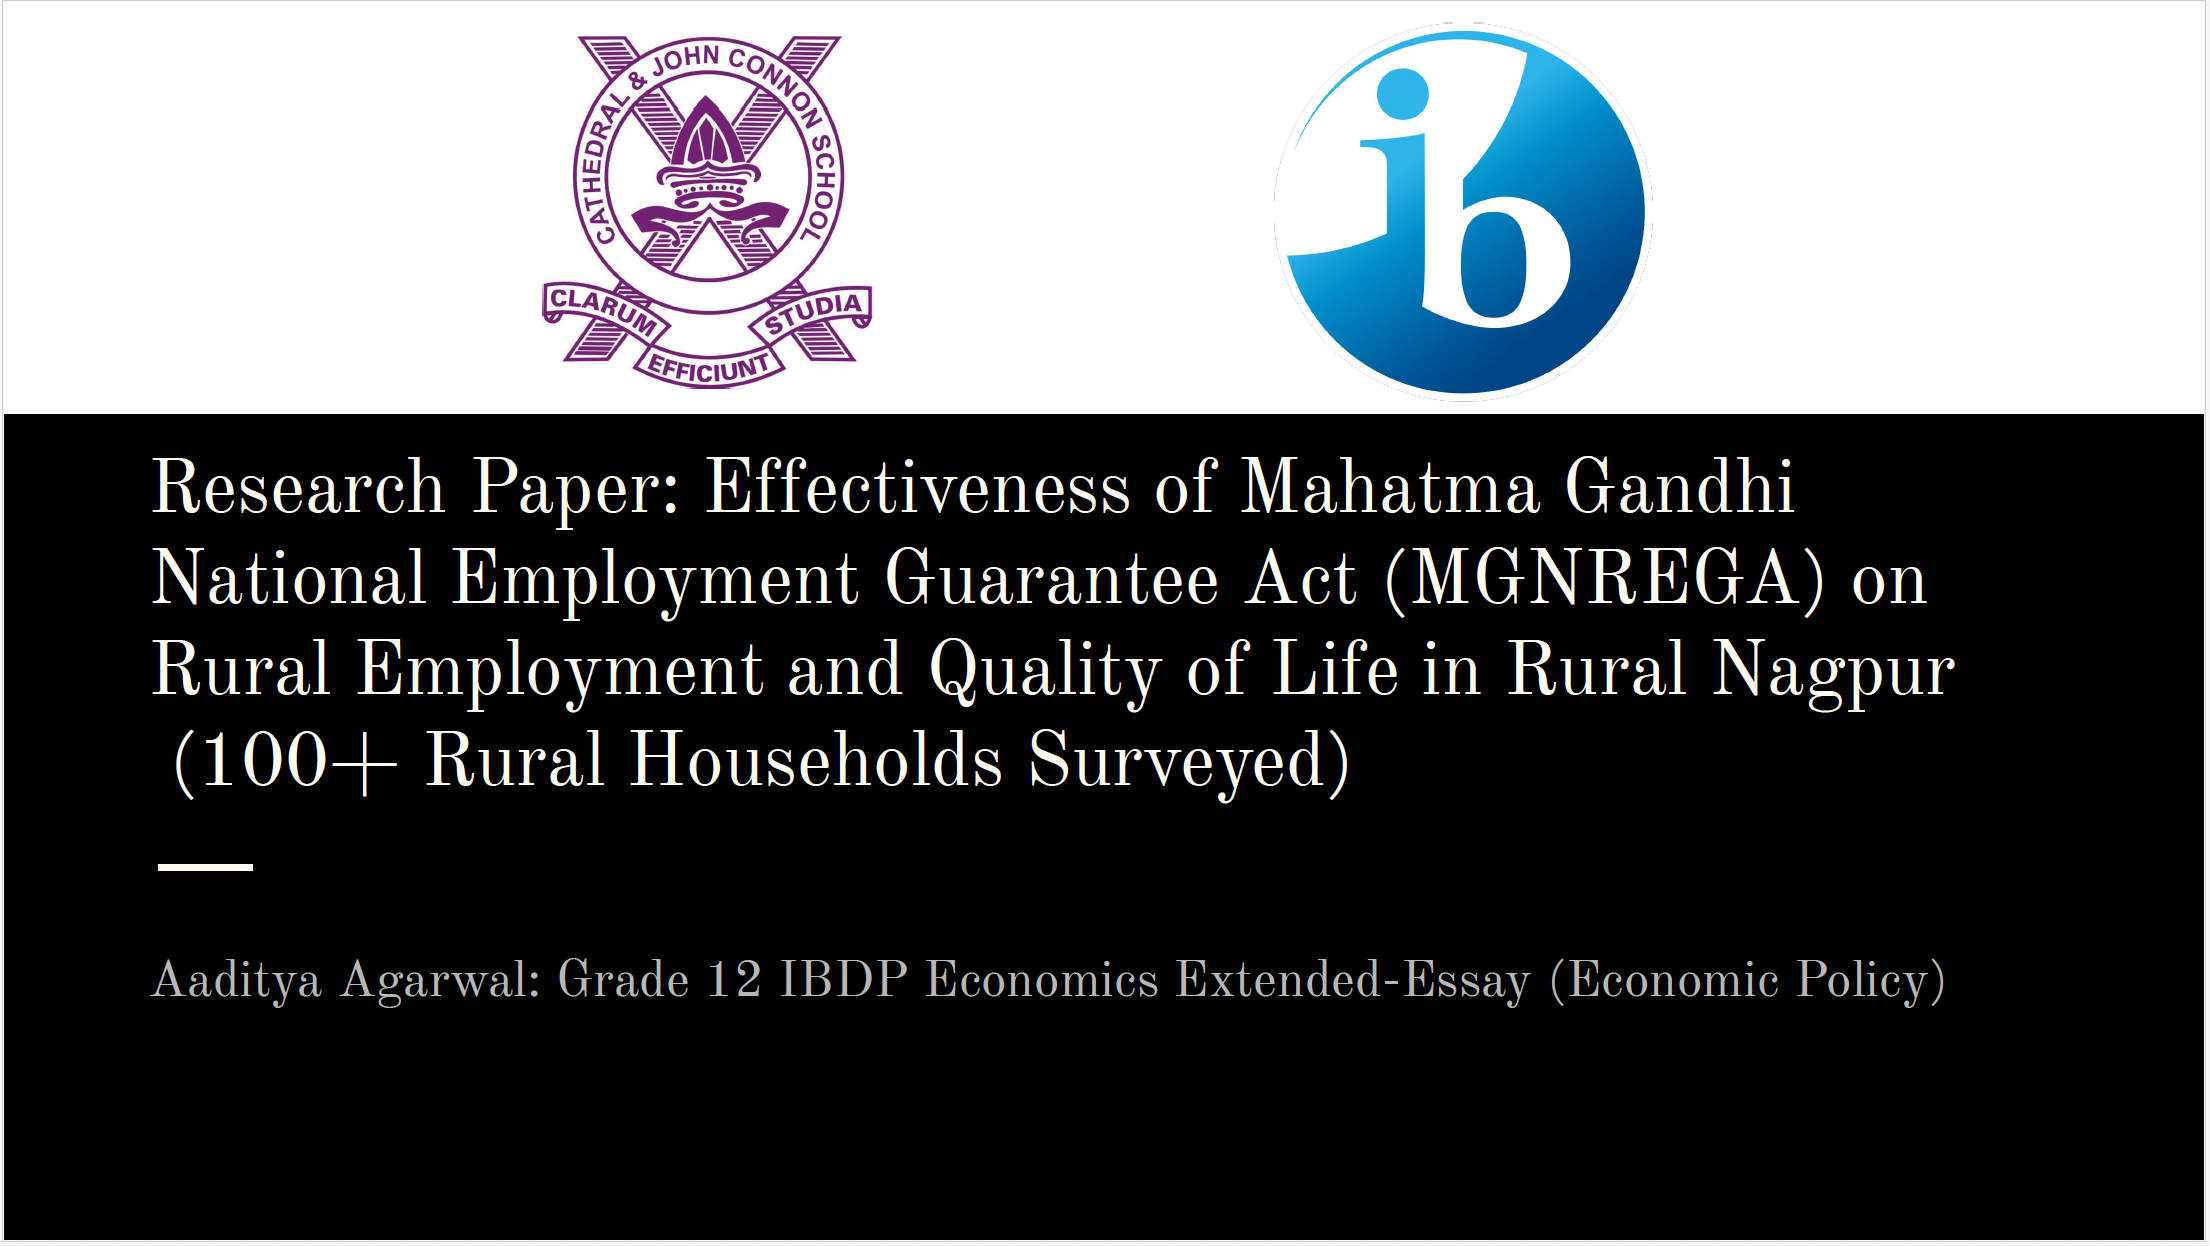 CATHEDRAL & JOHN CONNON SCHOOL
CLARUM
EFFICIUNT
STUDIA
ib
Research Paper: Effectiveness of Mahatma Gandhi
National Employment Guarantee Act (MGNREGA) on
Rural Employment and Quality of Life in Rural Nagpur
(100+ Rural Households Surveyed)
Aaditya Agarwal: Grade 12 IBDP Economics Extended-Essay (Economic Policy)